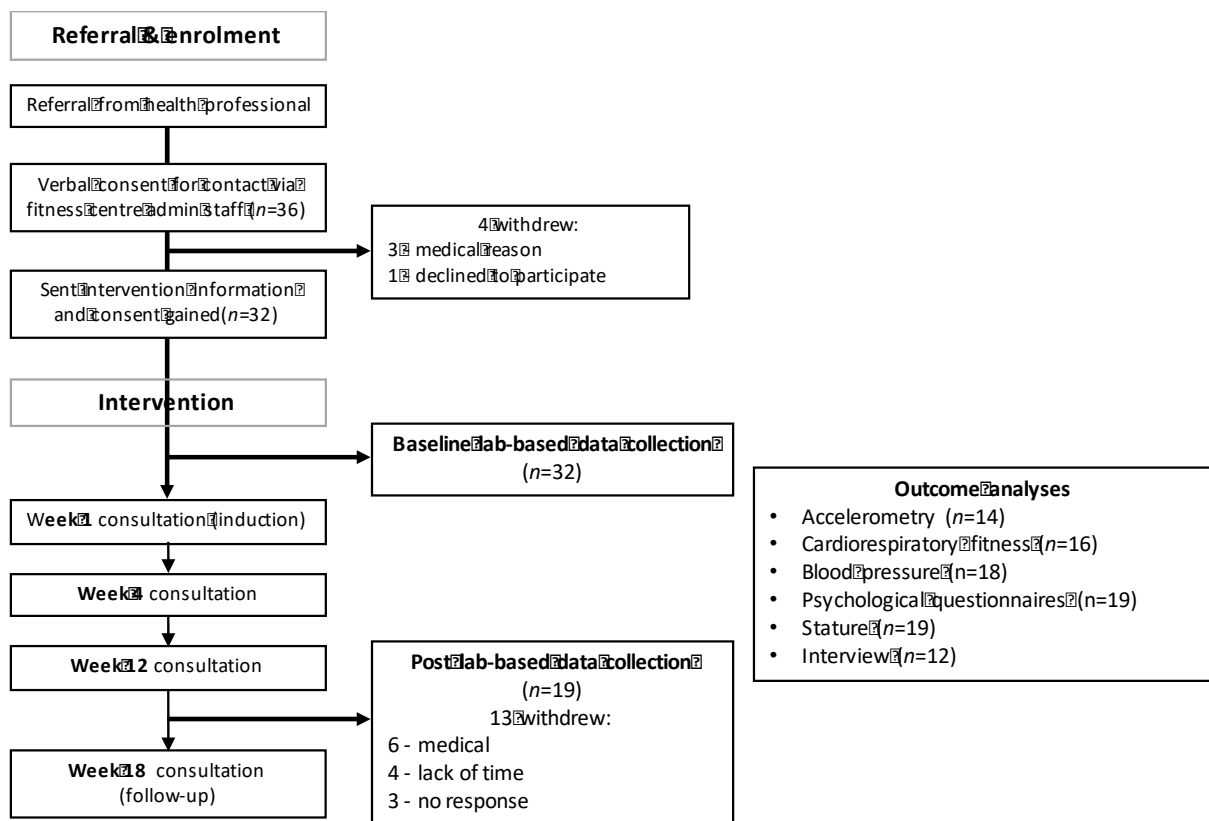 Referral & enrolment
Referral from health professional
Verbal consent for contact via
fitness centre admin staff (n=36)
4 withdrew:
3 - medical reason
1 - declined to participate
Sent intervention information
and consent gained (n=32)
Intervention
Baseline lab-based data collection
(n=32)
Week 1 consultation (induction)
Week 4 consultation
Week 12 consultation
Post lab-based data collection
(n=19)
13 withdrew:
6 - medical
4 - lack of time
3 - no response
Week 18 consultation
(follow-up)
Outcome analyses
• Accelerometry (n=14)
• Cardiorespiratory fitness (n=16)
• Blood pressure (n=18)
• Psychological questionnaires (n=19)
• Stature (n=19)
• Interview (n=12)